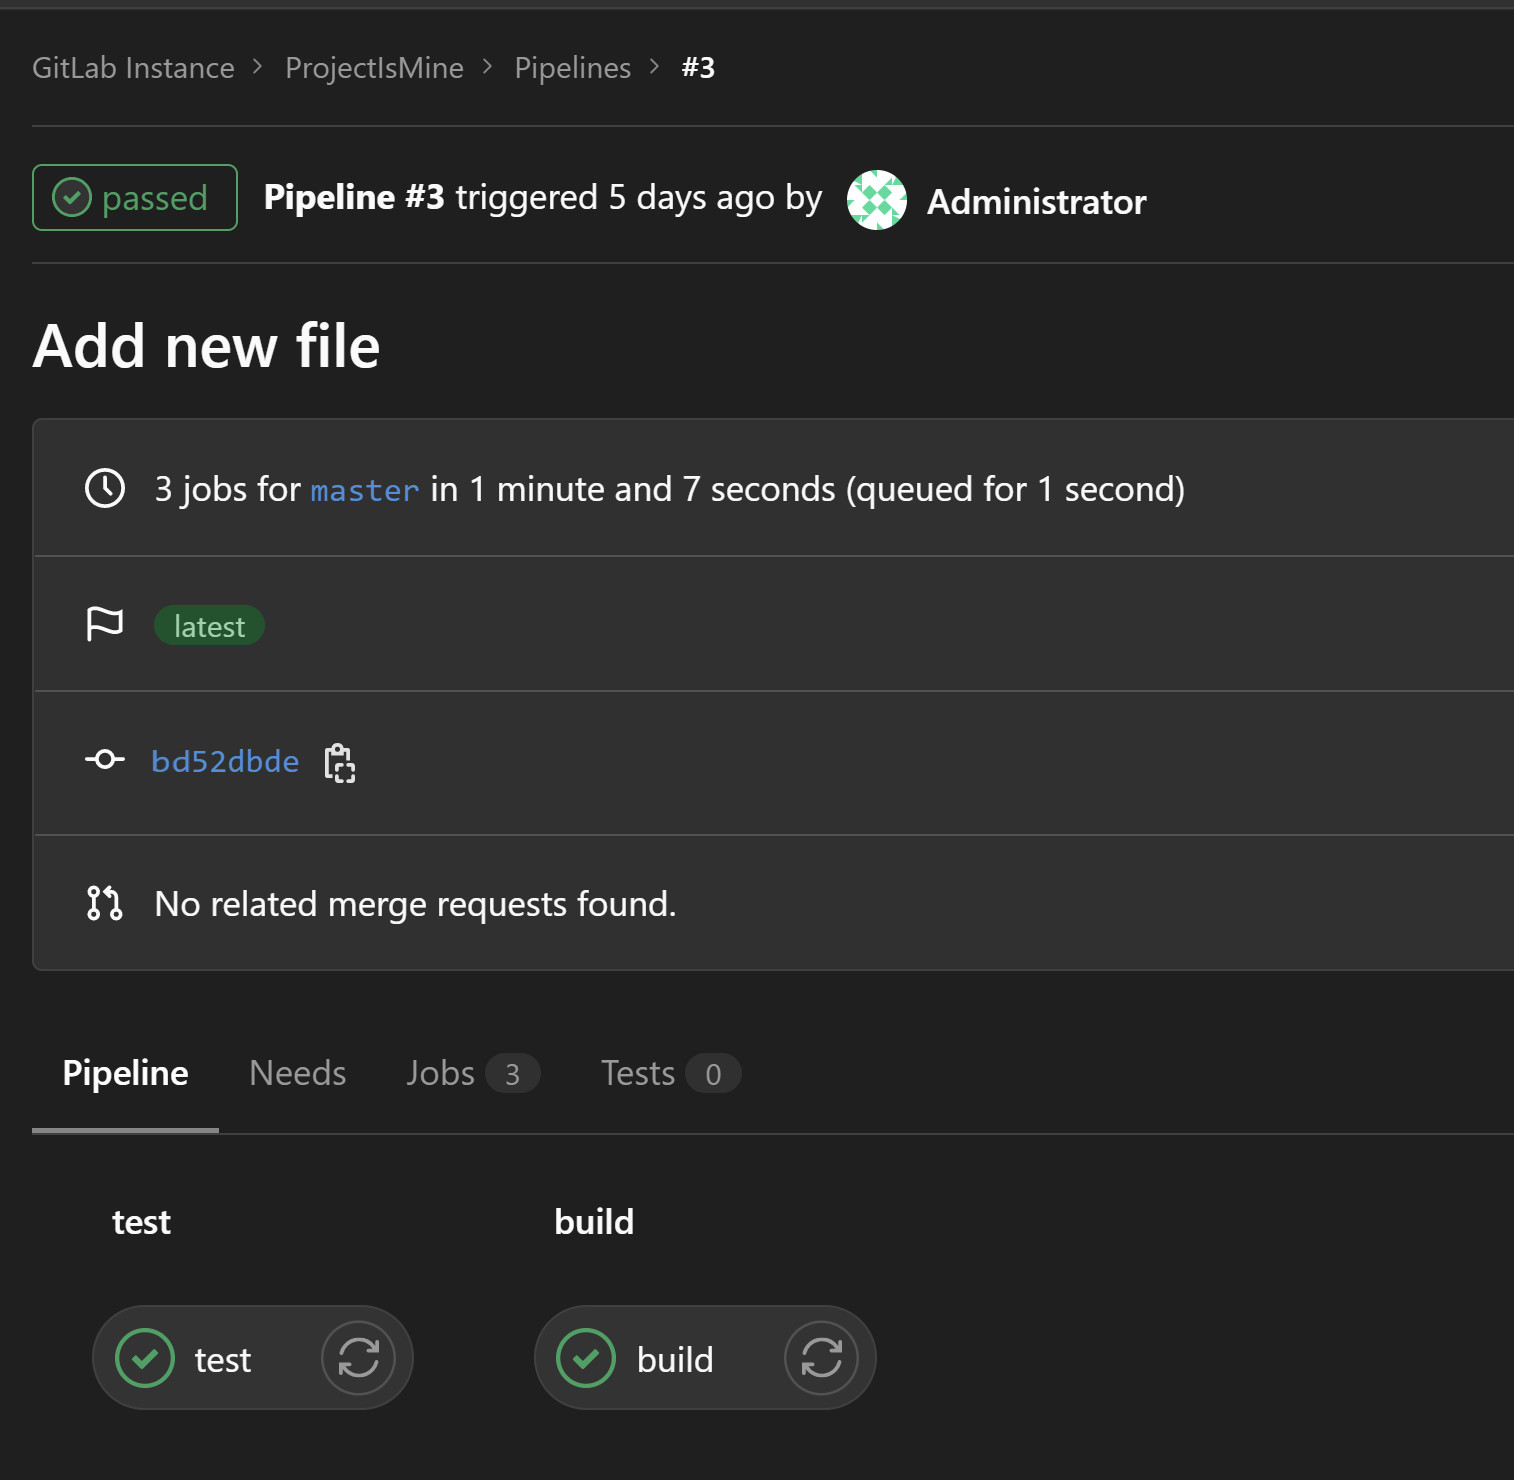 GitLab Instance > ProjectIsMine > Pipelines > #3
passed Pipeline #3 triggered 5 days ago by Administrator
Add new file
3 jobs for master in 1 minute and 7 seconds (queued for 1 second)
latest
bd52dbde
No related merge requests found.
Pipeline Needs Jobs 3 Tests 0
test build
test build